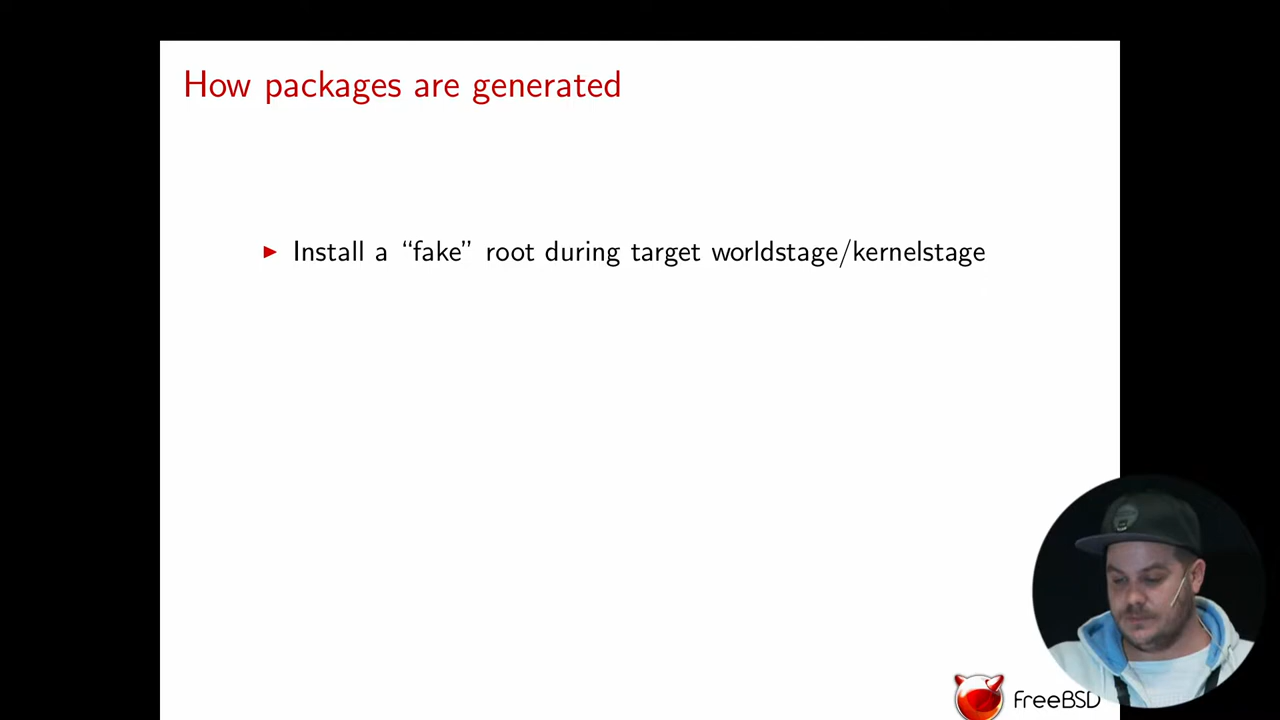 How packages are generated
Install a “fake” root during target worldstage/kernelstage
FreeBSD